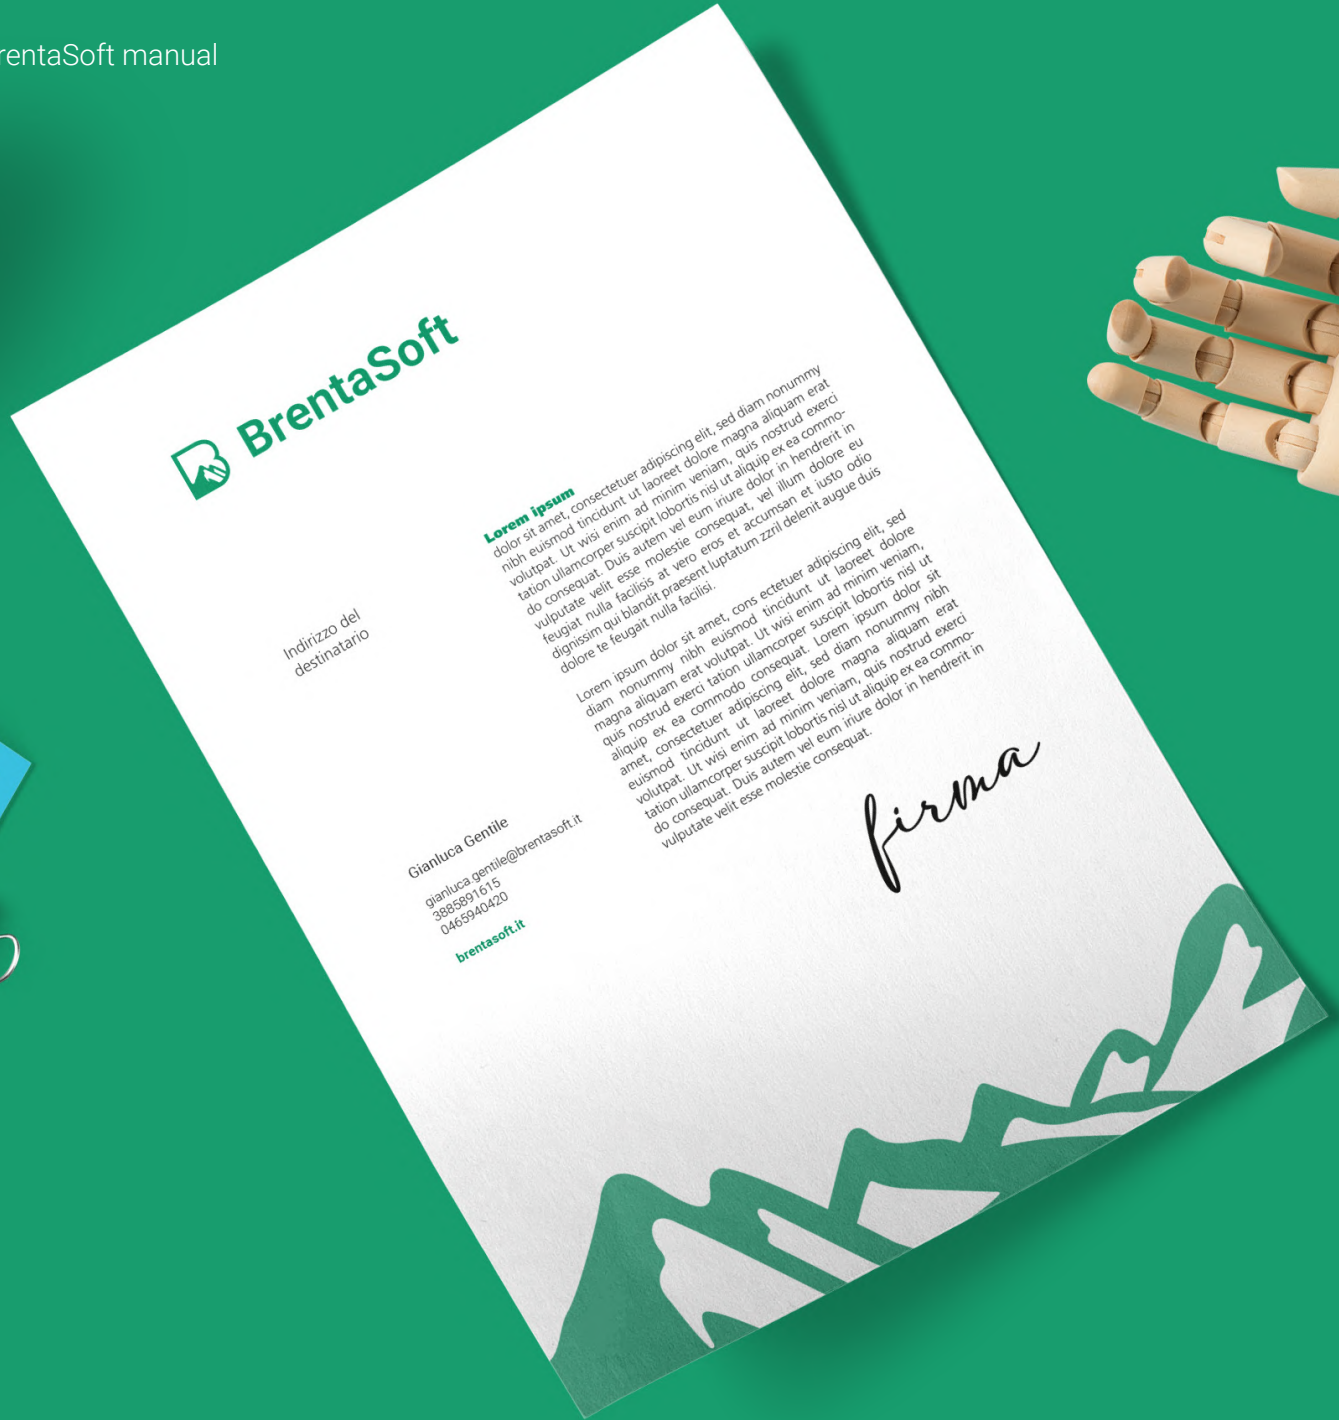 rentaSoft manual
BrentaSoft
Lorem ipsum
dolor sit amet, consectetuer adipiscing elit, sed diam nonummy
nibh euismod tincidunt ut laoreet dolore magna aliquam erat
volutpat. Ut wisi enim ad minim veniam, quis nostrud exerci
tation ullamcorper suscipit lobortis nisl ut aliquip ex ea commo-
do consequat. Duis autem vel eum iriure dolor in hendrerit in
vulputate velit esse molestie consequat, vel illum dolore eu
feugiat nulla facilisis at vero eros et accumsan et iusto odio
dignissim qui blandit praesent luptatum zzril delenit augue duis
dolore te feugait nulla facilisi.
Lorem ipsum dolor sit amet, cons ectetuer adipiscing elit, sed
diam nonummy nibh euismod tincidunt ut laoreet dolore
magna aliquam erat volutpat. Ut wisi enim ad minim veniam,
quis nostrud exerci tation ullamcorper suscipit lobortis nisl ut
aliquip ex ea commodo consequat. Lorem ipsum dolor sit
amet, consectetuer adipiscing elit, sed diam nonummy nibh
euismod tincidunt ut laoreet dolore magna aliquam erat
volutpat. Ut wisi enim ad minim veniam, quis nostrud exerci
tation ullamcorper suscipit lobortis nisl ut aliquip ex ea commo-
do consequat. Duis autem vel eum iriure dolor in hendrerit in
vulputate velit esse molestie consequat.
Indirizzo del
destinatario
Gianluca Gentile
gianluca.gentile@brentasoft.it
3885891615
0465940420
brentasoft.it
firma